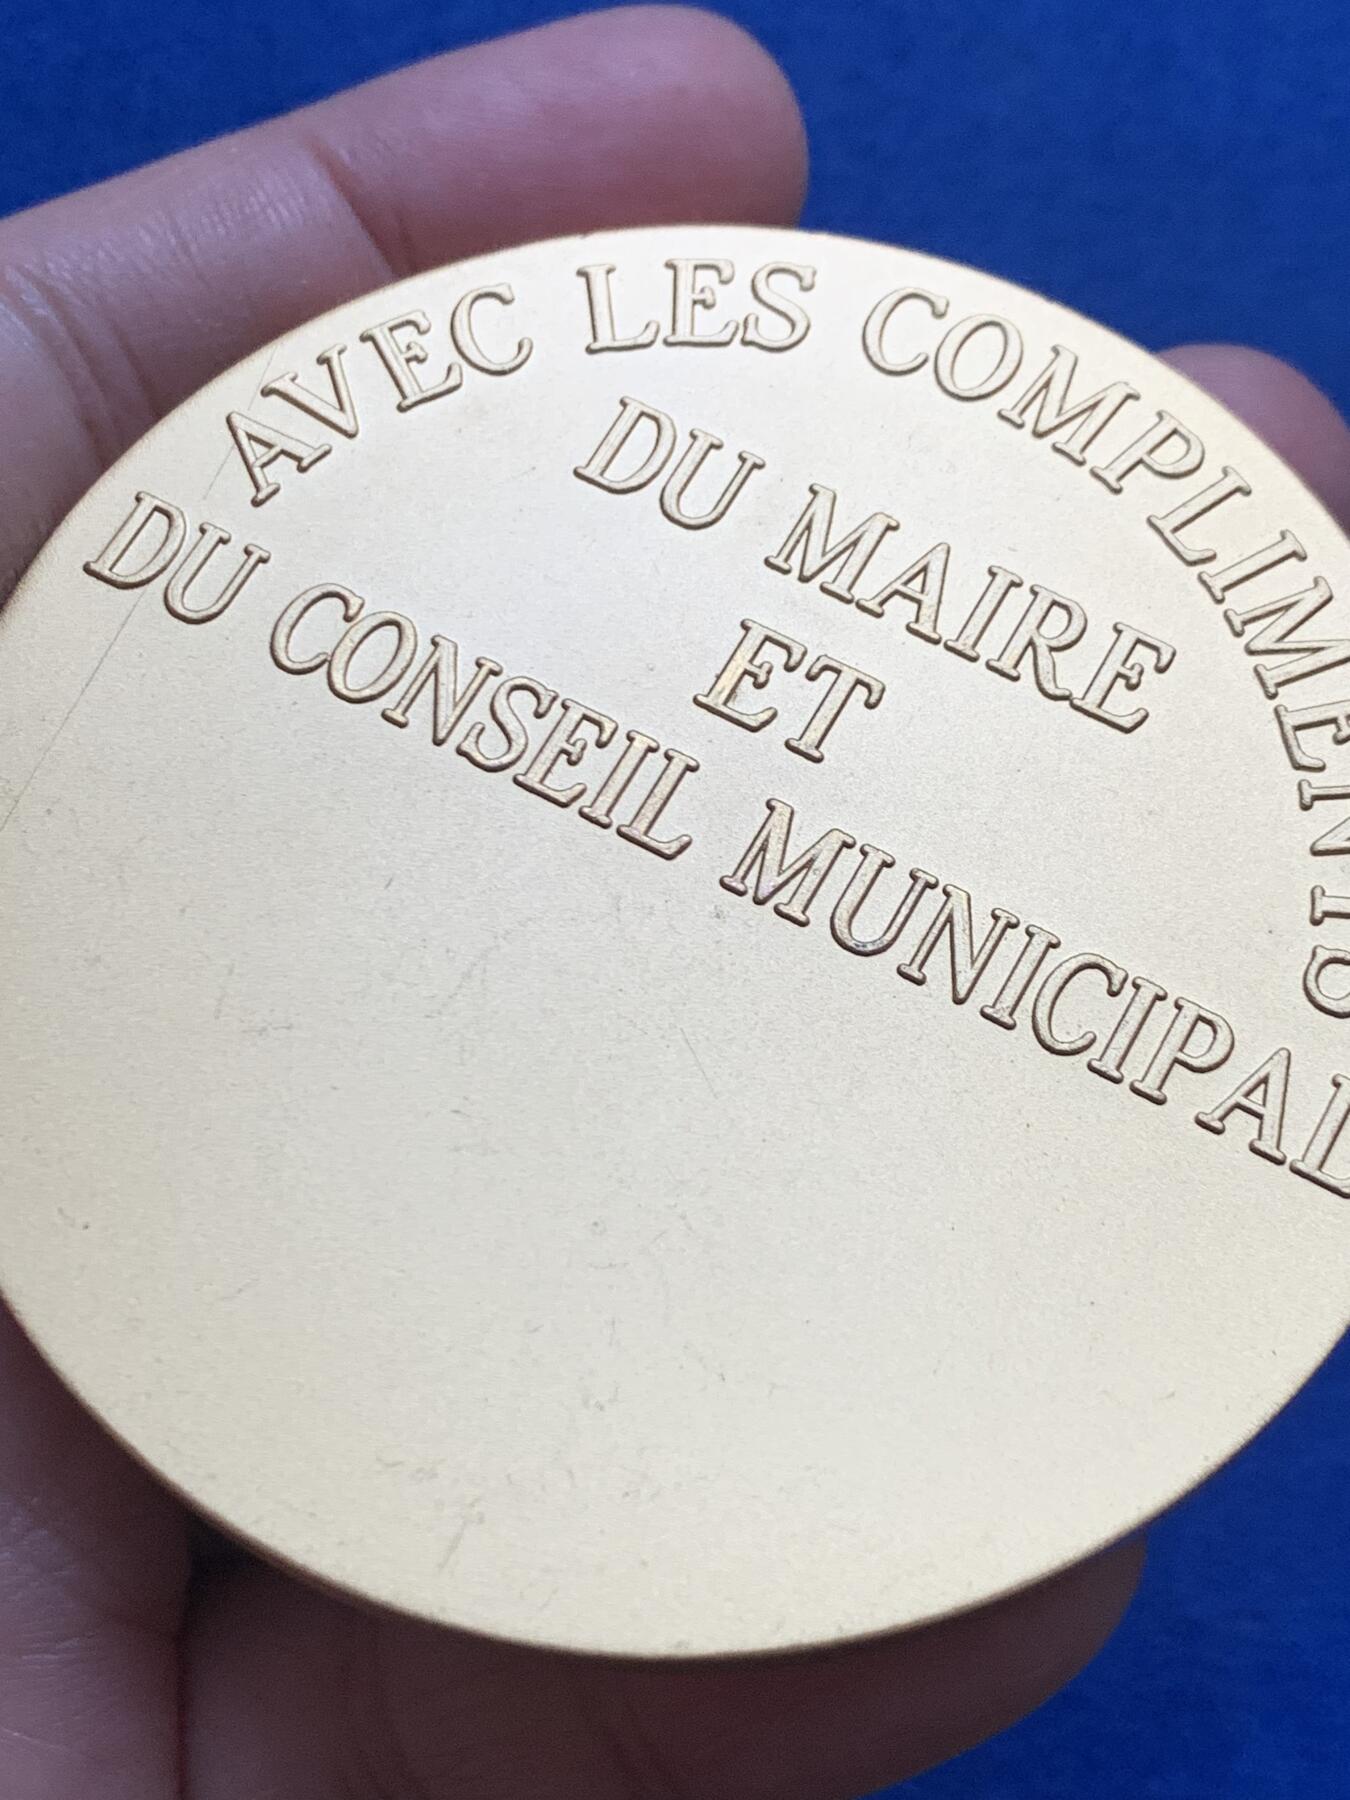 AVEC LES COMPLIMENTS
DU MAIRE
ET
DU CONSEIL MUNICIPAL